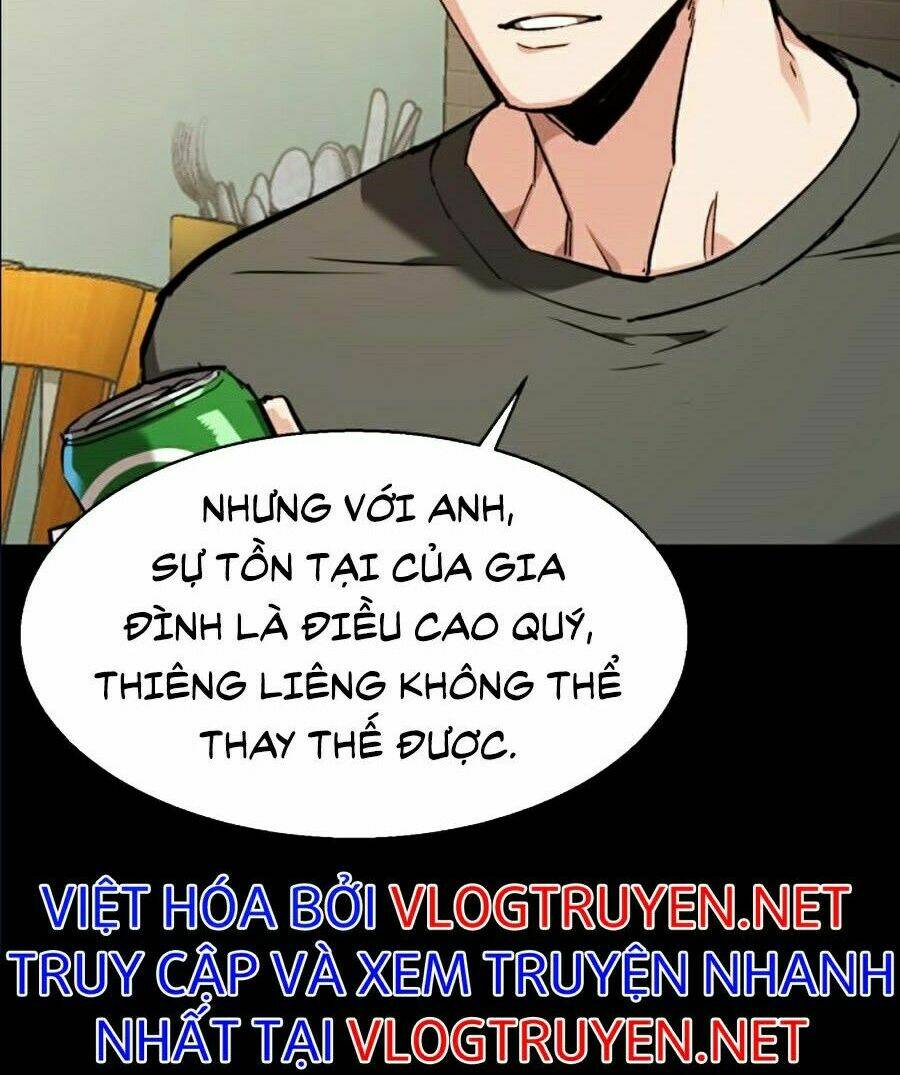 NHƯNG VỚI ANH,
SỰ TỒN TẠI CỦA GIA
ĐÌNH LÀ ĐIỀU CAO QUÝ,
THIÊNG LIÊNG KHÔNG THỂ
THAY THẾ ĐƯỢC.
VIỆT HÓA BỞI VLOGTRUYEN.NET
TRUY CẬP VÀ XEM TRUYỆN NHANH
NHẤT TẠI VLOGTRUYEN.NET